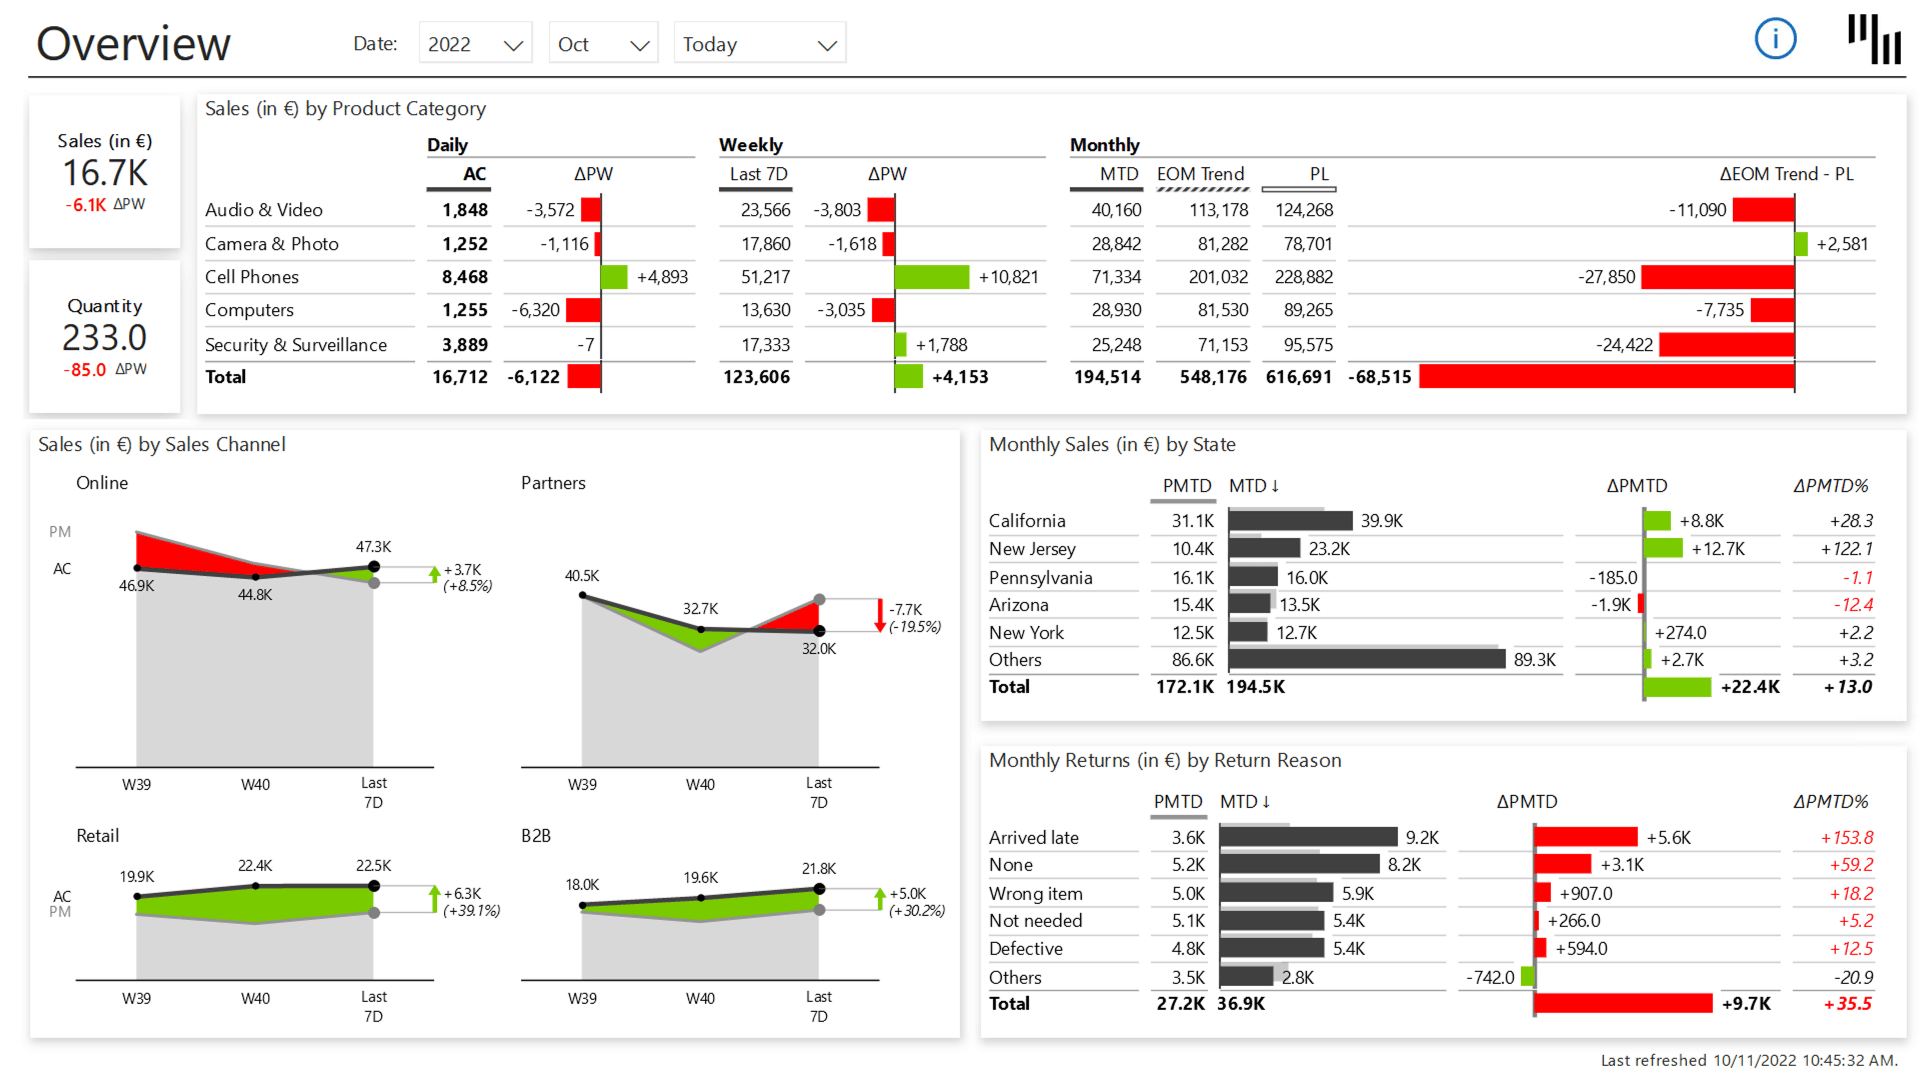 Overview
Date: 2022 Oct Today
i
Sales (in €)
16.7K
-6.1K ΔPW
Quantity
233.0
-85.0 ΔPW
Sales (in €) by Product Category
Daily Weekly Monthly
AC ΔPW Last 7D ΔPW MTD EOM Trend PL ΔEOM Trend - PL
Audio & Video 1,848 -3,572 23,566 -3,803 40,160 113,178 124,268 -11,090
Camera & Photo 1,252 -1,116 17,860 -1,618 28,842 81,282 78,701 +2,581
Cell Phones 8,468 +4,893 51,217 +10,821 71,334 201,032 228,882 -27,850
Computers 1,255 -6,320 13,630 -3,035 28,930 81,530 89,265 -7,735
Security & Surveillance 3,889 -7 17,333 +1,788 25,248 71,153 95,575 -24,422
Total 16,712 -6,122 123,606 +4,153 194,514 548,176 616,691 -68,515
Sales (in €) by Sales Channel
Online
PM
AC
46.9K
44.8K
47.3K
+3.7K
(+8.5%)
W39 W40 Last
7D
Partners
40.5K
32.7K
32.0K
-7.7K
(-19.5%)
W39 W40 Last
7D
Retail
AC
PM
19.9K
22.4K
22.5K
+6.3K
(+39.1%)
W39 W40 Last
7D
B2B
18.0K
19.6K
21.8K
+5.0K
(+30.2%)
W39 W40 Last
7D
Monthly Sales (in €) by State
PMTD MTD ↓ ΔPMTD ΔPMTD%
California 31.1K 39.9K +8.8K +28.3
New Jersey 10.4K 23.2K +12.7K +122.1
Pennsylvania 16.1K 16.0K -185.0 -1.1
Arizona 15.4K 13.5K -1.9K -12.4
New York 12.5K 12.7K +274.0 +2.2
Others 86.6K 89.3K +2.7K +3.2
Total 172.1K 194.5K +22.4K +13.0
Monthly Returns (in €) by Return Reason
PMTD MTD ↓ ΔPMTD ΔPMTD%
Arrived late 3.6K 9.2K +5.6K +153.8
None 5.2K 8.2K +3.1K +59.2
Wrong item 5.0K 5.9K +907.0 +18.2
Not needed 5.1K 5.4K +266.0 +5.2
Defective 4.8K 5.4K +594.0 +12.5
Others 3.5K 2.8K -742.0 -20.9
Total 27.2K 36.9K +9.7K +35.5
Last refreshed 10/11/2022 10:45:32 AM.